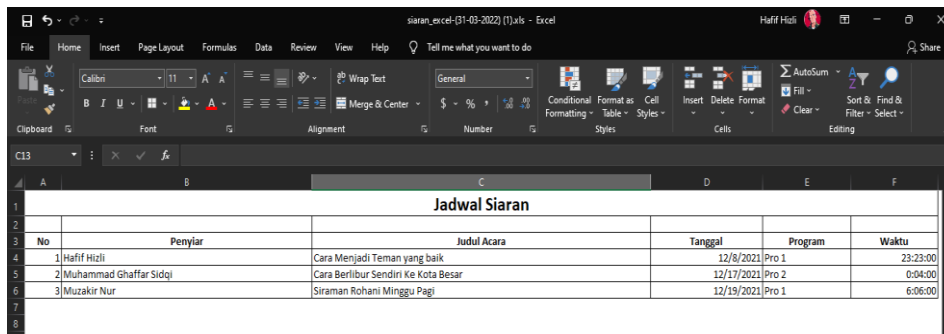 siaran_excel-(31-03-2022) (1).xls - Excel Hafif Hizli
File Home Insert Page Layout Formulas Data Review View Help Tell me what you want to do Share
Paste Calibri 11 A A Wrap Text General Conditional Formatting Format as Table Cell Styles Insert Delete Format AutoSum Fill Clear Sort & Filter Find & Select
B I U A Merge & Center $ % ,
Clipboard Font Alignment Number Styles Cells Editing
C13 fx
A B C D E F
1 Jadwal Siaran
2
3 No Penyiar Judul Acara Tanggal Program Waktu
4 1 Hafif Hizli Cara Menjadi Teman yang baik 12/8/2021 Pro 1 23:23:00
5 2 Muhammad Ghaffar Sidqi Cara Berlibur Sendiri Ke Kota Besar 12/17/2021 Pro 2 0:04:00
6 3 Muzakir Nur Siraman Rohani Minggu Pagi 12/19/2021 Pro 1 6:06:00
7
8